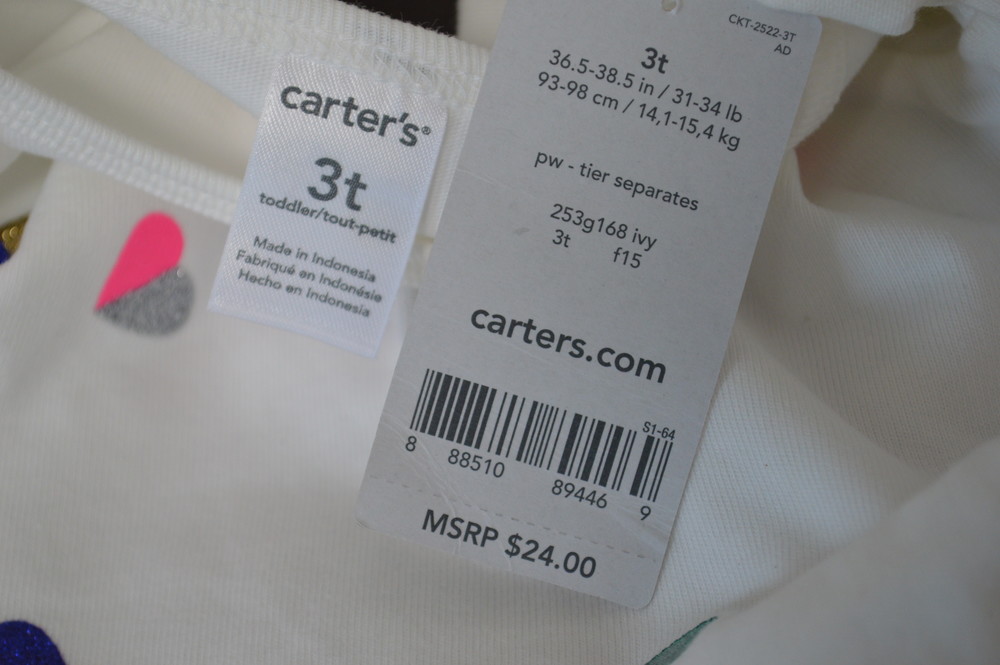 carter's®
3t
toddler/tout-petit
Made in Indonesia
Fabriqué en Indonésie
Hecho en Indonesia
CKT-2522-3T
AD
3t
36.5-38.5 in / 31-34 lb
93-98 cm / 14,1-15,4 kg
pw - tier separates
253g168 ivy
3t f15
carters.com
S1-64
8 88510 89446 9
MSRP $24.00